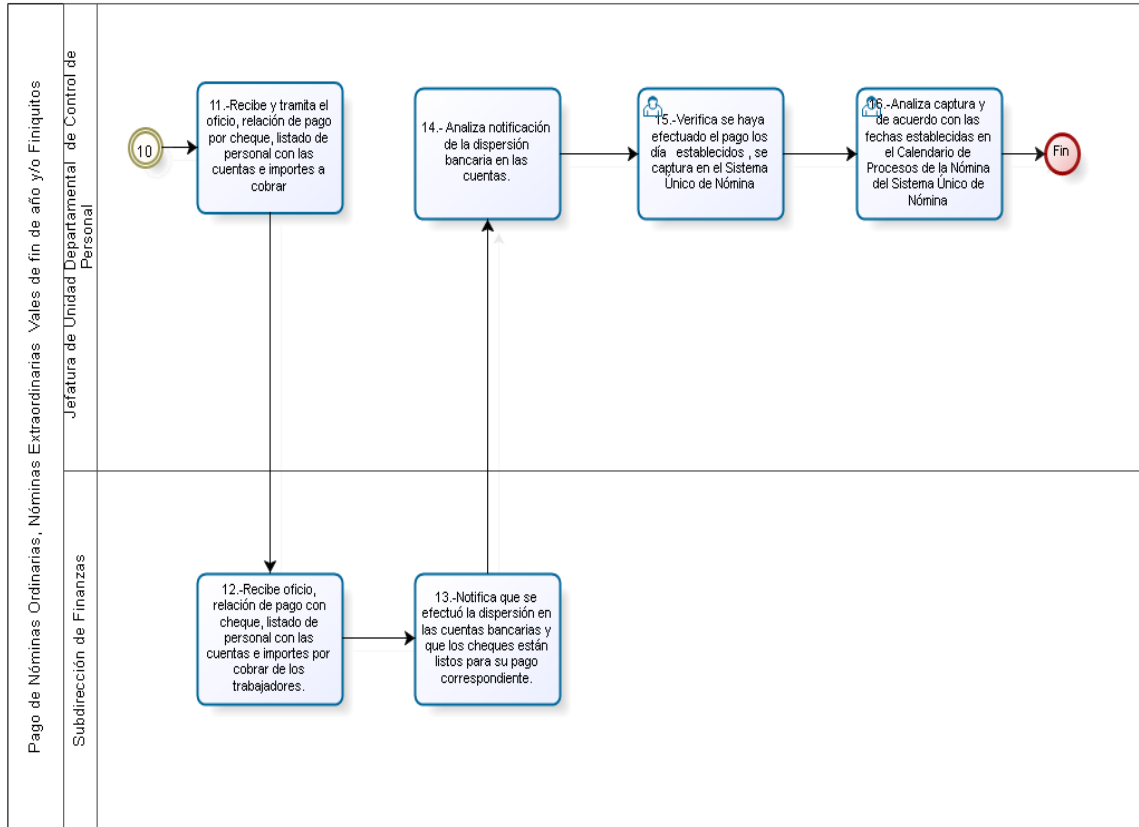 Pago de Nóminas Ordinarias, Nóminas Extraordinarias Vales de fin de año y/o Finiquitos
Jefatura de Unidad Departamental de Control de
Personal
10
11.-Recibe y tramita el
oficio, relación de pago
por cheque, listado de
personal con las
cuentas e importes a
cobrar
14.- Analiza notificación
de la dispersión
bancaria en las
cuentas.
15.-Verifica se haya
efectuado el pago los
día establecidos , se
captura en el Sistema
Único de Nómina
16.-Analiza captura y
de acuerdo con las
fechas establecidas en
el Calendario de
Procesos de la Nómina
del Sistema Único de
Nómina
Fin
Subdirección de Finanzas
12.-Recibe oficio,
relación de pago con
cheque, listado de
personal con las
cuentas e importes por
cobrar de los
trabajadores.
13.-Notifica que se
efectuó la dispersión en
las cuentas bancarias y
que los cheques están
listos para su pago
correspondiente.